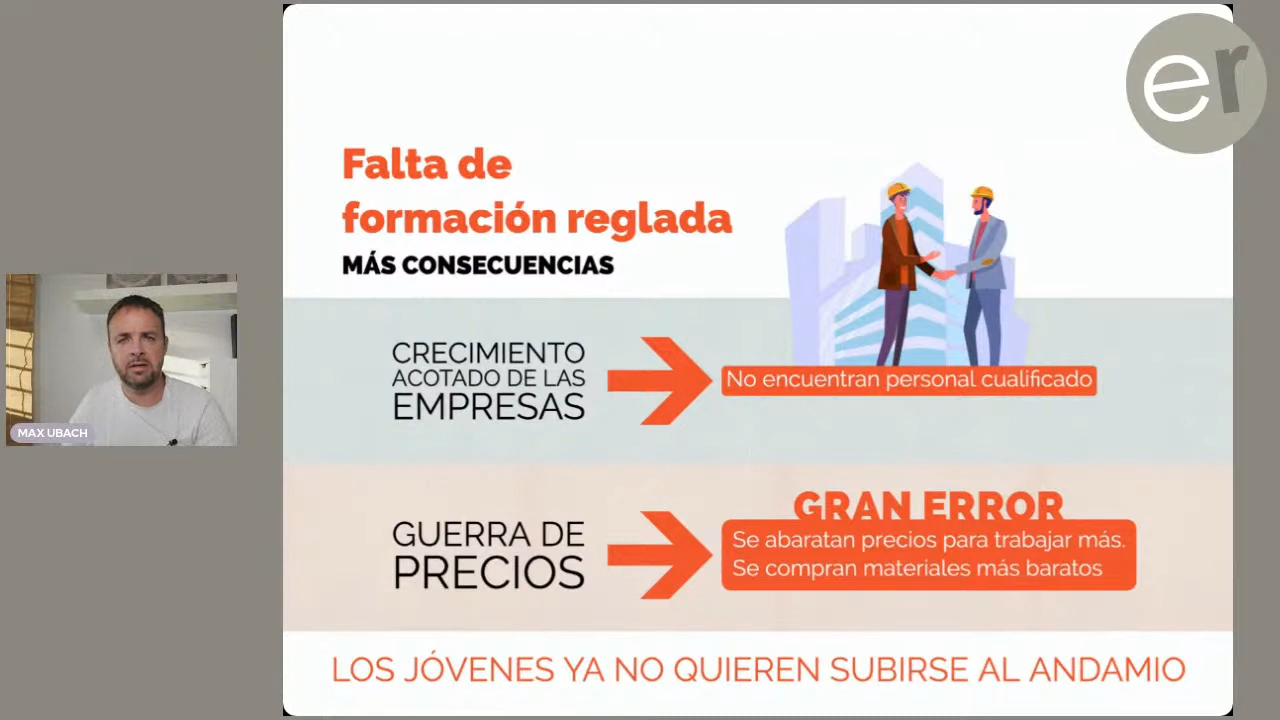 er
Falta de
formación reglada
MÁS CONSECUENCIAS
CRECIMIENTO
ACOTADO DE LAS
EMPRESAS
No encuentran personal cualificado
GUERRA DE
PRECIOS
GRAN ERROR
Se abaratan precios para trabajar más.
Se compran materiales más baratos
MAX UBACH
LOS JÓVENES YA NO QUIEREN SUBIRSE AL ANDAMIO